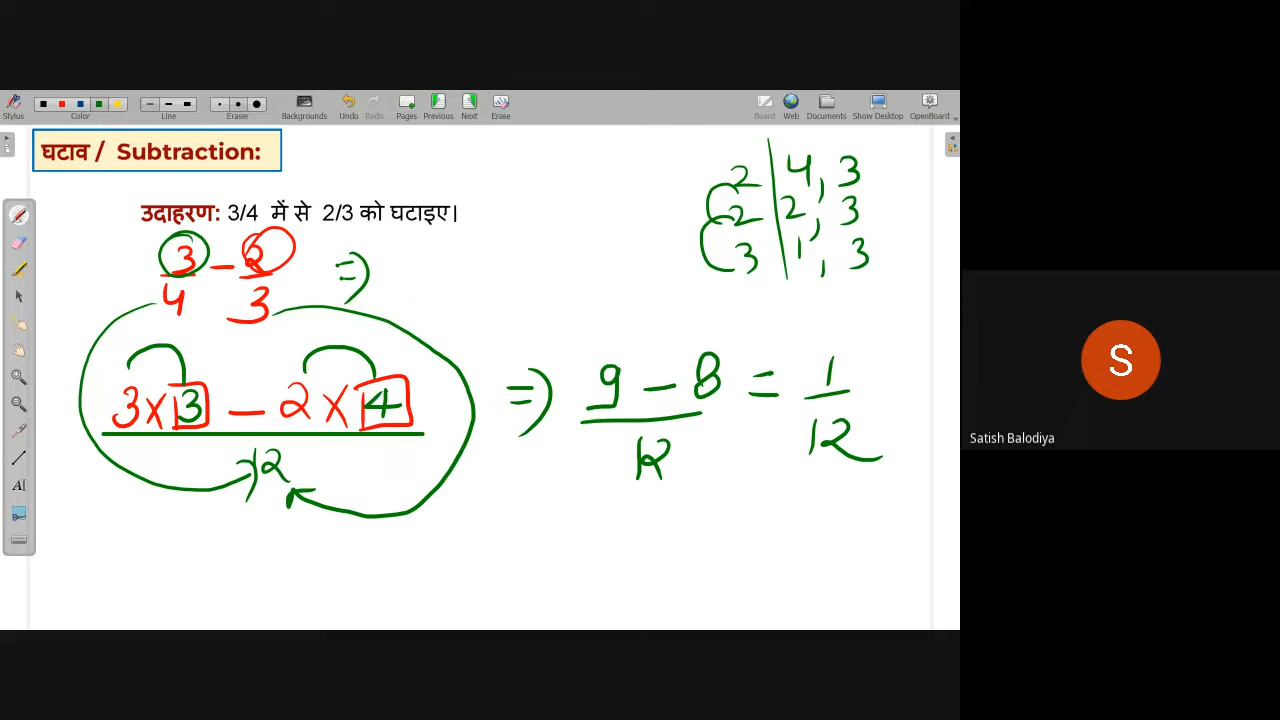 Stylus Color Line Eraser Backgrounds Undo Redo Pages Previous Next Erase Board Web Documents Show Desktop OpenBoard
घटाव / Subtraction:
उदाहरण: 3/4 में से 2/3 को घटाइए।
2 | 4, 3
2 | 2, 3
3 | 1, 3
3/4 - 2/3 =>
3 x 3 - 2 x 4 => 9 - 8 = 1
12 12 12
S
Satish Balodiya